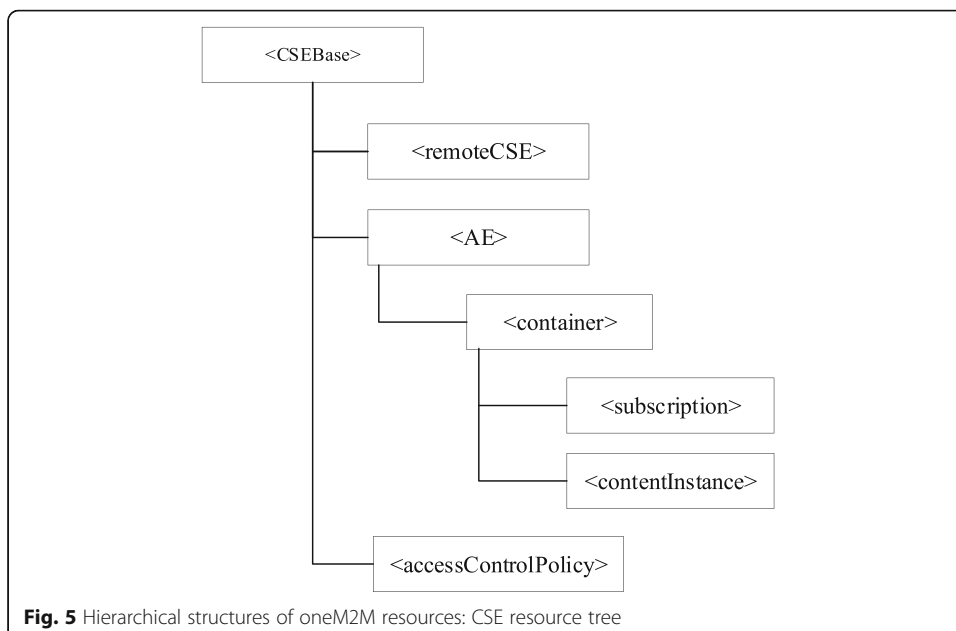 <CSEBase>
<remoteCSE>
<AE>
<container>
<subscription>
<contentInstance>
<accessControlPolicy>
Fig. 5 Hierarchical structures of oneM2M resources: CSE resource tree